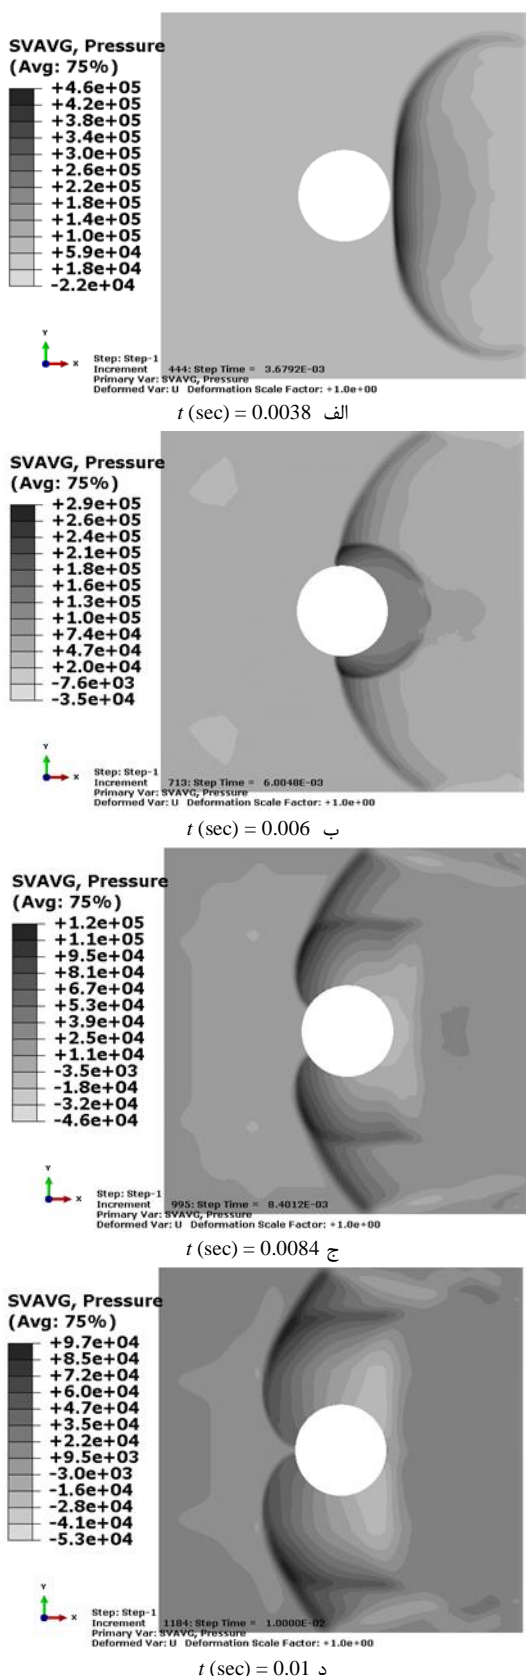 SVAVG, Pressure
(Avg: 75%)
+4.6e+05
+4.2e+05
+3.8e+05
+3.4e+05
+3.0e+05
+2.6e+05
+2.2e+05
+1.8e+05
+1.4e+05
+1.0e+05
+5.9e+04
+1.8e+04
-2.2e+04
Y
X
Step: Step-1
Increment 444: Step Time = 3.6792E-03
Primary Var: SVAVG, Pressure
Deformed Var: U Deformation Scale Factor: +1.0e+00
الف t (sec) = 0.0038
SVAVG, Pressure
(Avg: 75%)
+2.9e+05
+2.6e+05
+2.4e+05
+2.1e+05
+1.8e+05
+1.6e+05
+1.3e+05
+1.0e+05
+7.4e+04
+4.7e+04
+2.0e+04
-7.6e+03
-3.5e+04
Y
X
Step: Step-1
Increment 713: Step Time = 6.0048E-03
Primary Var: SVAVG, Pressure
Deformed Var: U Deformation Scale Factor: +1.0e+00
ب t (sec) = 0.006
SVAVG, Pressure
(Avg: 75%)
+1.2e+05
+1.1e+05
+9.5e+04
+8.1e+04
+6.7e+04
+5.3e+04
+3.9e+04
+2.5e+04
+1.1e+04
-3.5e+03
-1.8e+04
-3.2e+04
-4.6e+04
Y
X
Step: Step-1
Increment 995: Step Time = 8.4012E-03
Primary Var: SVAVG, Pressure
Deformed Var: U Deformation Scale Factor: +1.0e+00
ج t (sec) = 0.0084
SVAVG, Pressure
(Avg: 75%)
+9.7e+04
+8.5e+04
+7.2e+04
+6.0e+04
+4.7e+04
+3.5e+04
+2.2e+04
+9.5e+03
-3.0e+03
-1.6e+04
-2.8e+04
-4.1e+04
-5.3e+04
Y
X
Step: Step-1
Increment 1184: Step Time = 1.0000E-02
Primary Var: SVAVG, Pressure
Deformed Var: U Deformation Scale Factor: +1.0e+00
د t (sec) = 0.01